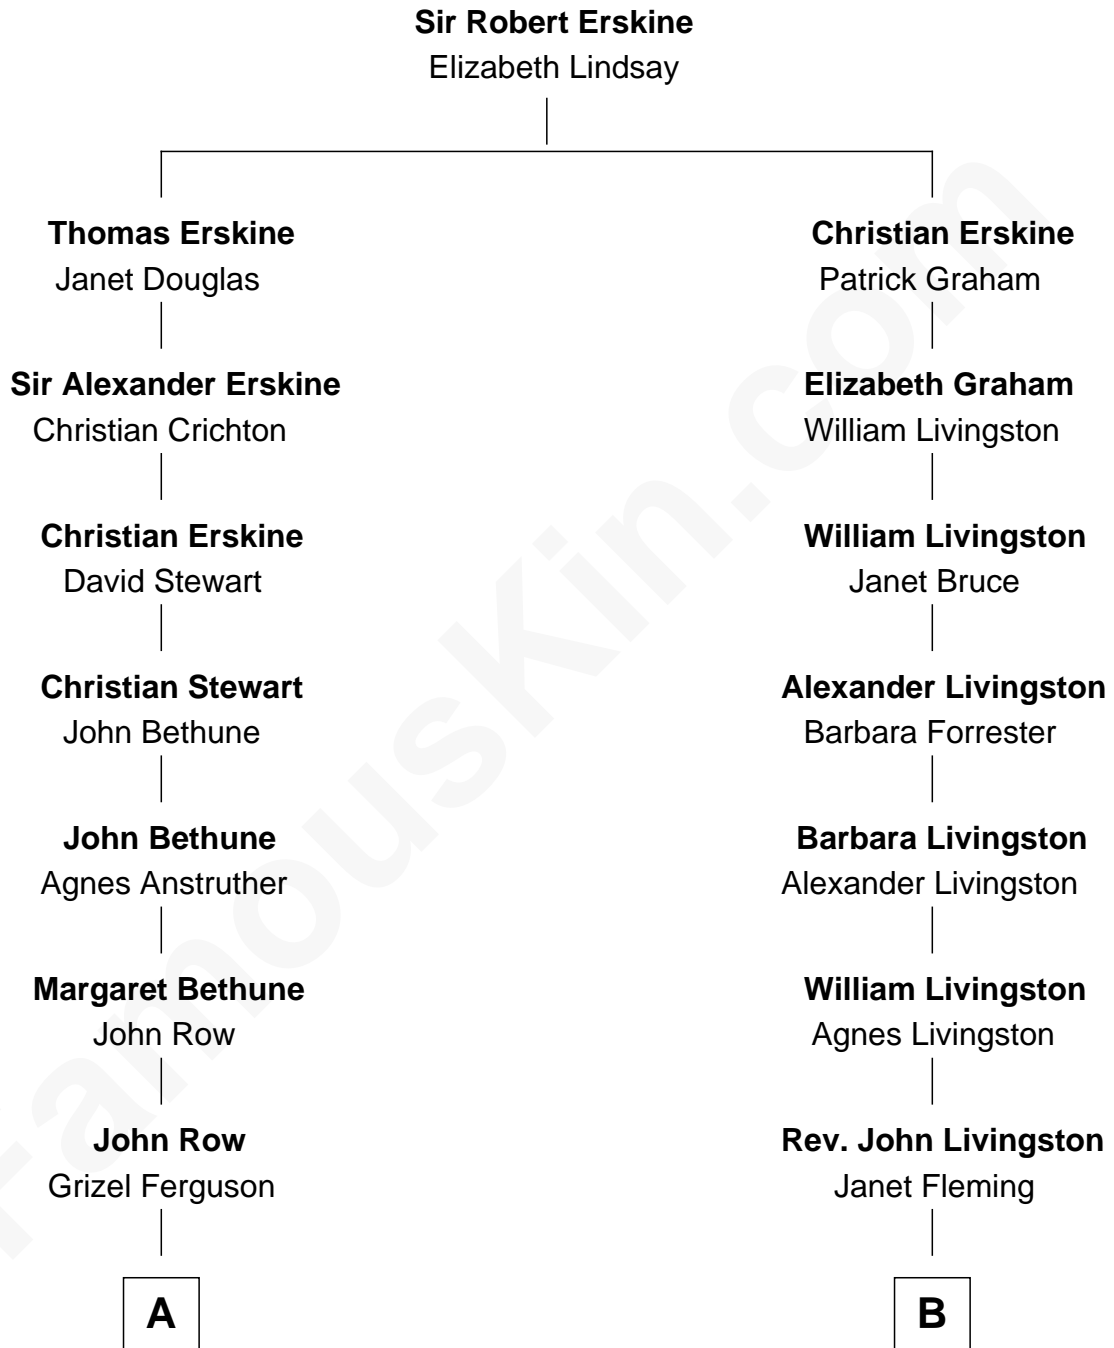 Sir Robert Erskine
Elizabeth Lindsay
Thomas Erskine
Janet Douglas
Christian Erskine
Patrick Graham
Sir Alexander Erskine
Christian Crichton
Elizabeth Graham
William Livingston
Christian Erskine
David Stewart
William Livingston
Janet Bruce
Christian Stewart
John Bethune
Alexander Livingston
Barbara Forrester
John Bethune
Agnes Anstruther
Barbara Livingston
Alexander Livingston
Margaret Bethune
John Row
William Livingston
Agnes Livingston
John Row
Grizel Ferguson
Rev. John Livingston
Janet Fleming
A
B
FamousKin.com